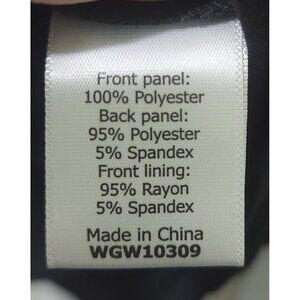 Front panel:
100% Polyester
Back panel:
95% Polyester
5% Spandex
Front lining:
95% Rayon
5% Spandex
Made in China
WGW10309